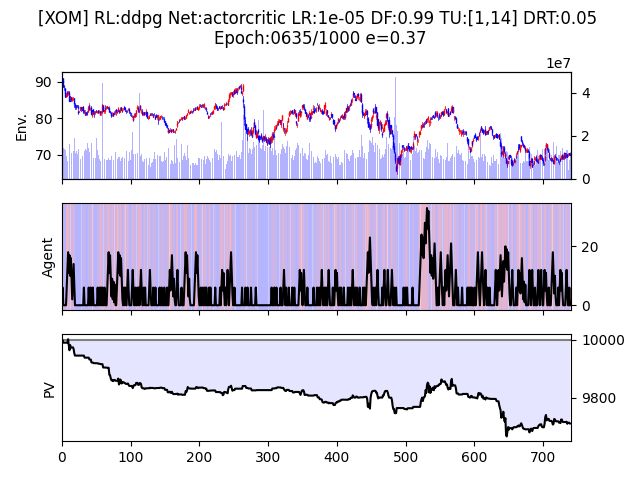 [XOM] RL:ddpg Net:actorcritic LR:1e-05 DF:0.99 TU:[1,14] DRT:0.05
Epoch:0635/1000 e=0.37
1e7
90
80
70
Env.
4
2
0
Agent
20
0
PV
10000
9800
0 100 200 300 400 500 600 700